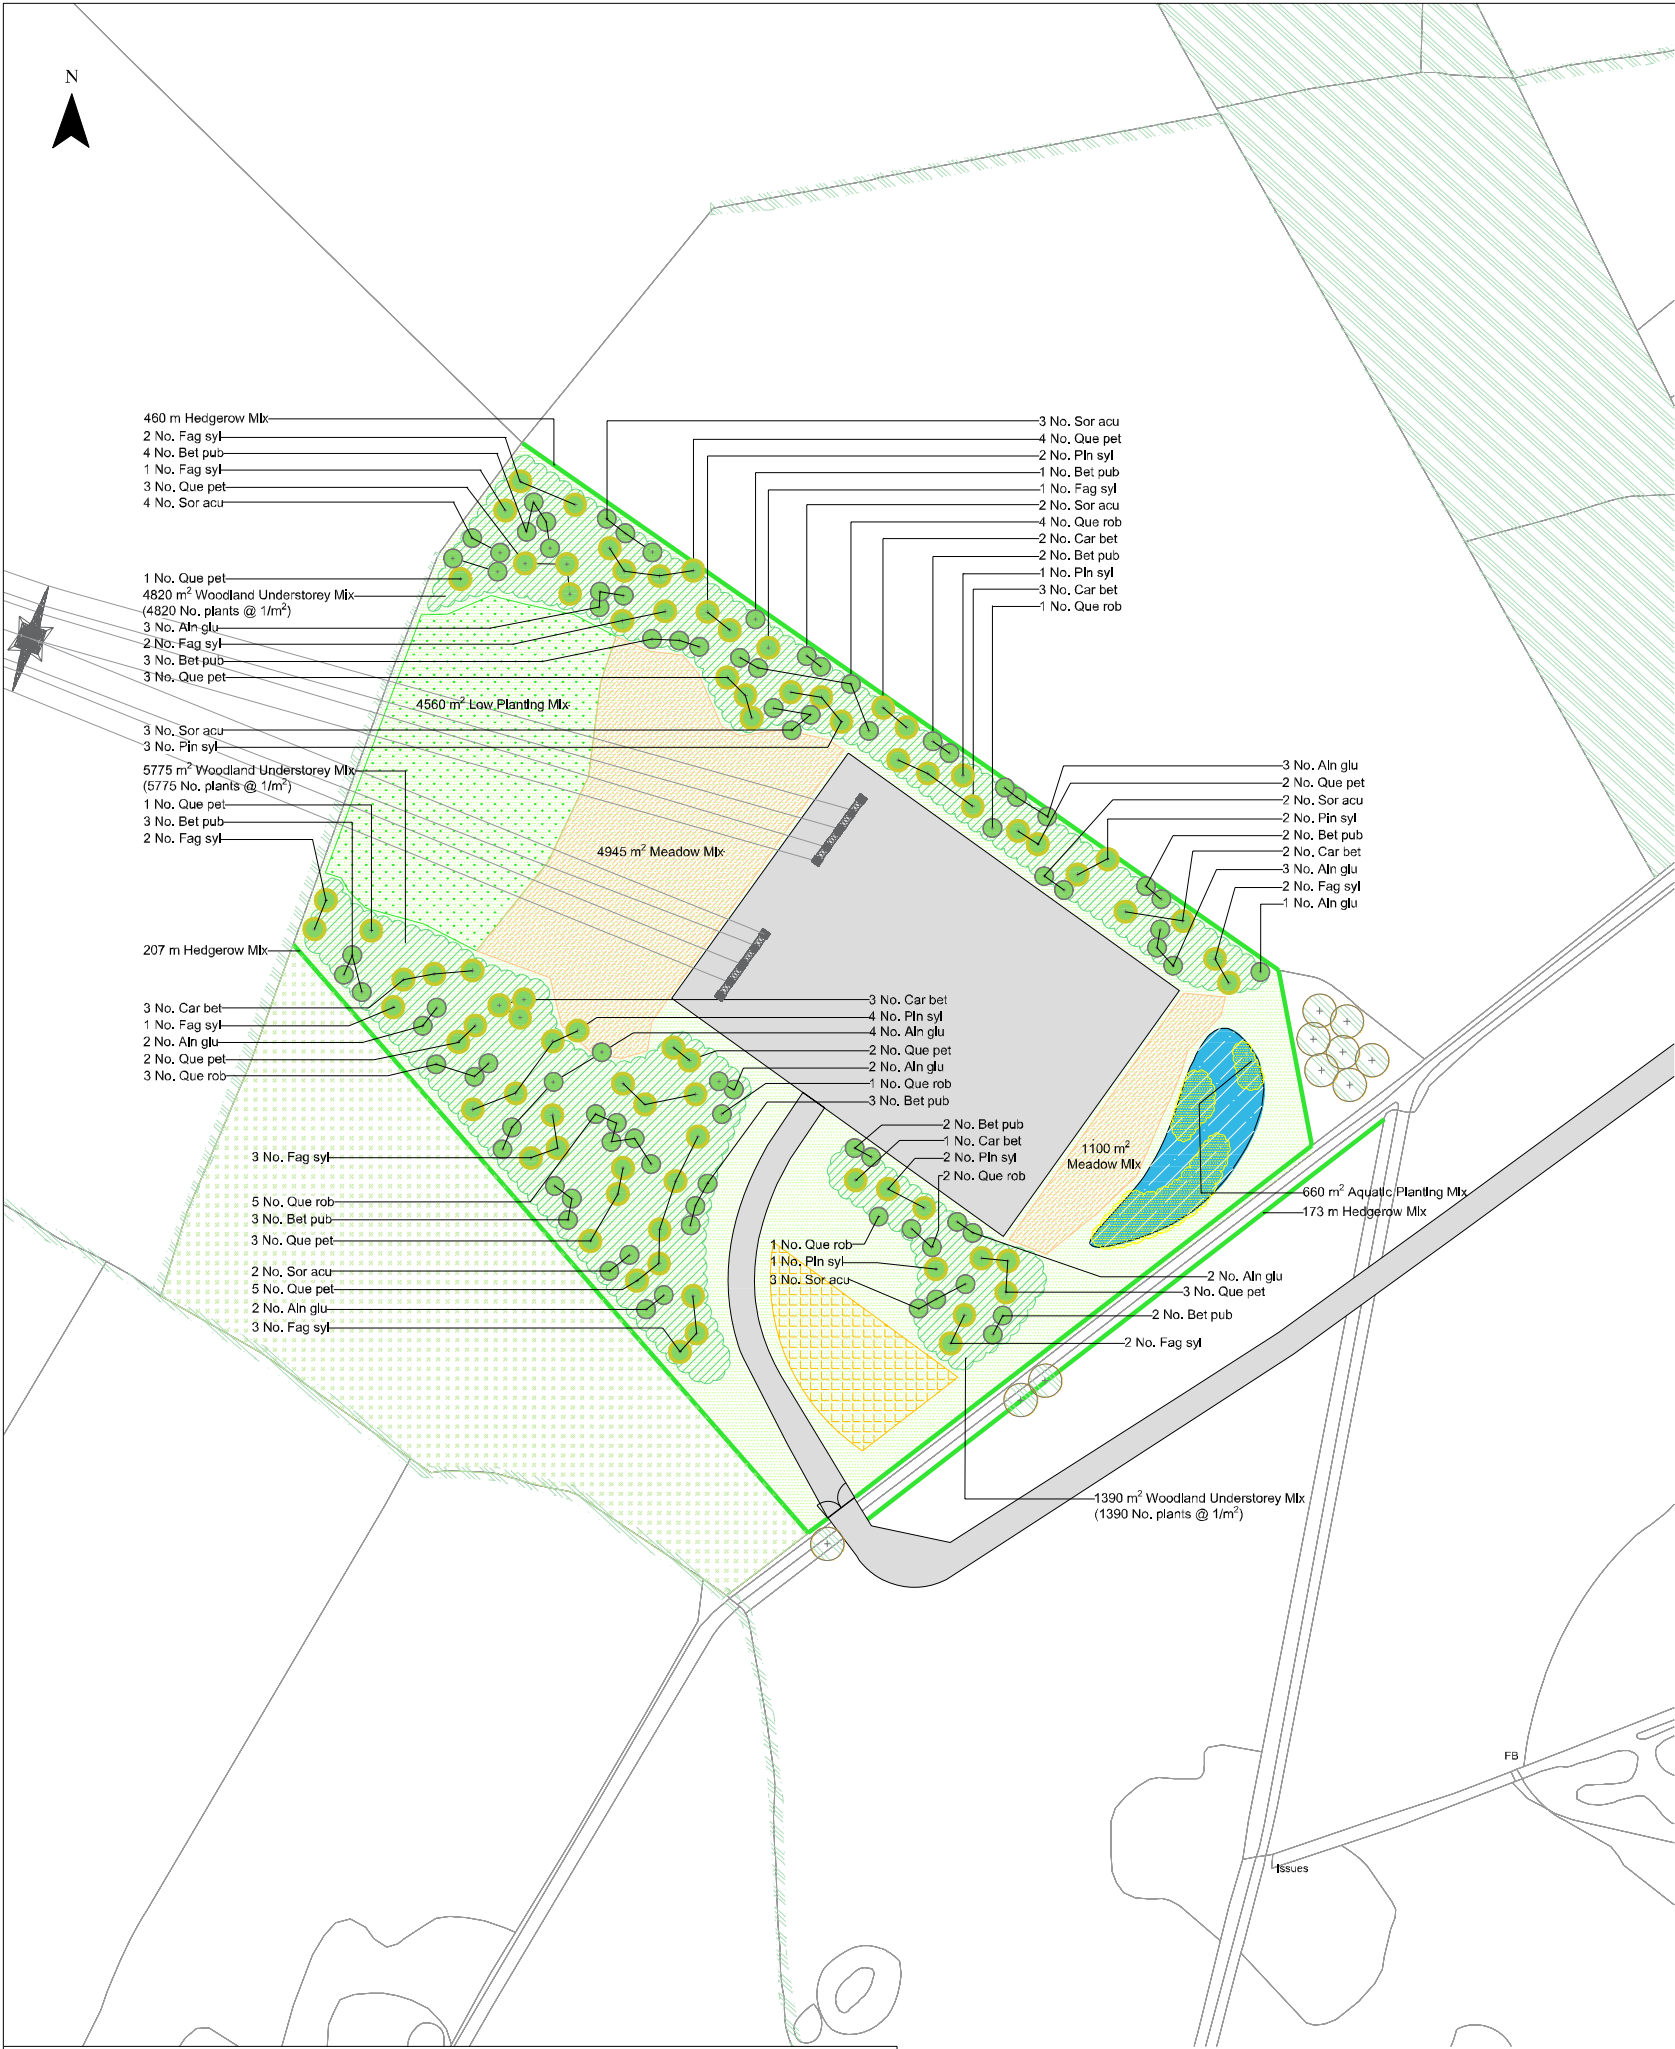 N
460 m Hedgerow Mix
2 No. Fag syl
4 No. Bet pub
1 No. Fag syl
3 No. Que pet
4 No. Sor acu
1 No. Que pet
4820 m² Woodland Understorey Mix
(4820 No. plants @ 1/m²)
3 No. Aln glu
2 No. Fag syl
3 No. Bet pub
3 No. Que pet
3 No. Sor acu
3 No. Pin syl
5775 m² Woodland Understorey Mix
(5775 No. plants @ 1/m²)
1 No. Que pet
3 No. Bet pub
2 No. Fag syl
207 m Hedgerow Mix
3 No. Car bet
1 No. Fag syl
2 No. Aln glu
2 No. Que pet
3 No. Que rob
3 No. Fag syl
5 No. Que rob
3 No. Bet pub
3 No. Que pet
2 No. Sor acu
5 No. Que pet
2 No. Aln glu
3 No. Fag syl
4560 m² Low Planting Mix
4945 m² Meadow Mix
3 No. Sor acu
4 No. Que pet
2 No. Pin syl
1 No. Bet pub
1 No. Fag syl
2 No. Sor acu
4 No. Que rob
2 No. Car bet
2 No. Bet pub
1 No. Pin syl
3 No. Car bet
1 No. Que rob
3 No. Aln glu
2 No. Que pet
2 No. Sor acu
2 No. Pin syl
2 No. Bet pub
2 No. Car bet
3 No. Aln glu
2 No. Fag syl
1 No. Aln glu
3 No. Car bet
4 No. Pin syl
4 No. Aln glu
2 No. Que pet
2 No. Aln glu
1 No. Que rob
3 No. Bet pub
2 No. Bet pub
1 No. Car bet
2 No. Pin syl
2 No. Que rob
1100 m²
Meadow Mix
660 m² Aquatic Planting Mix
173 m Hedgerow Mix
1 No. Que rob
1 No. Pin syl
3 No. Sor acu
2 No. Aln glu
3 No. Que pet
2 No. Bet pub
2 No. Fag syl
1390 m² Woodland Understorey Mix
(1390 No. plants @ 1/m²)
FB
Issues